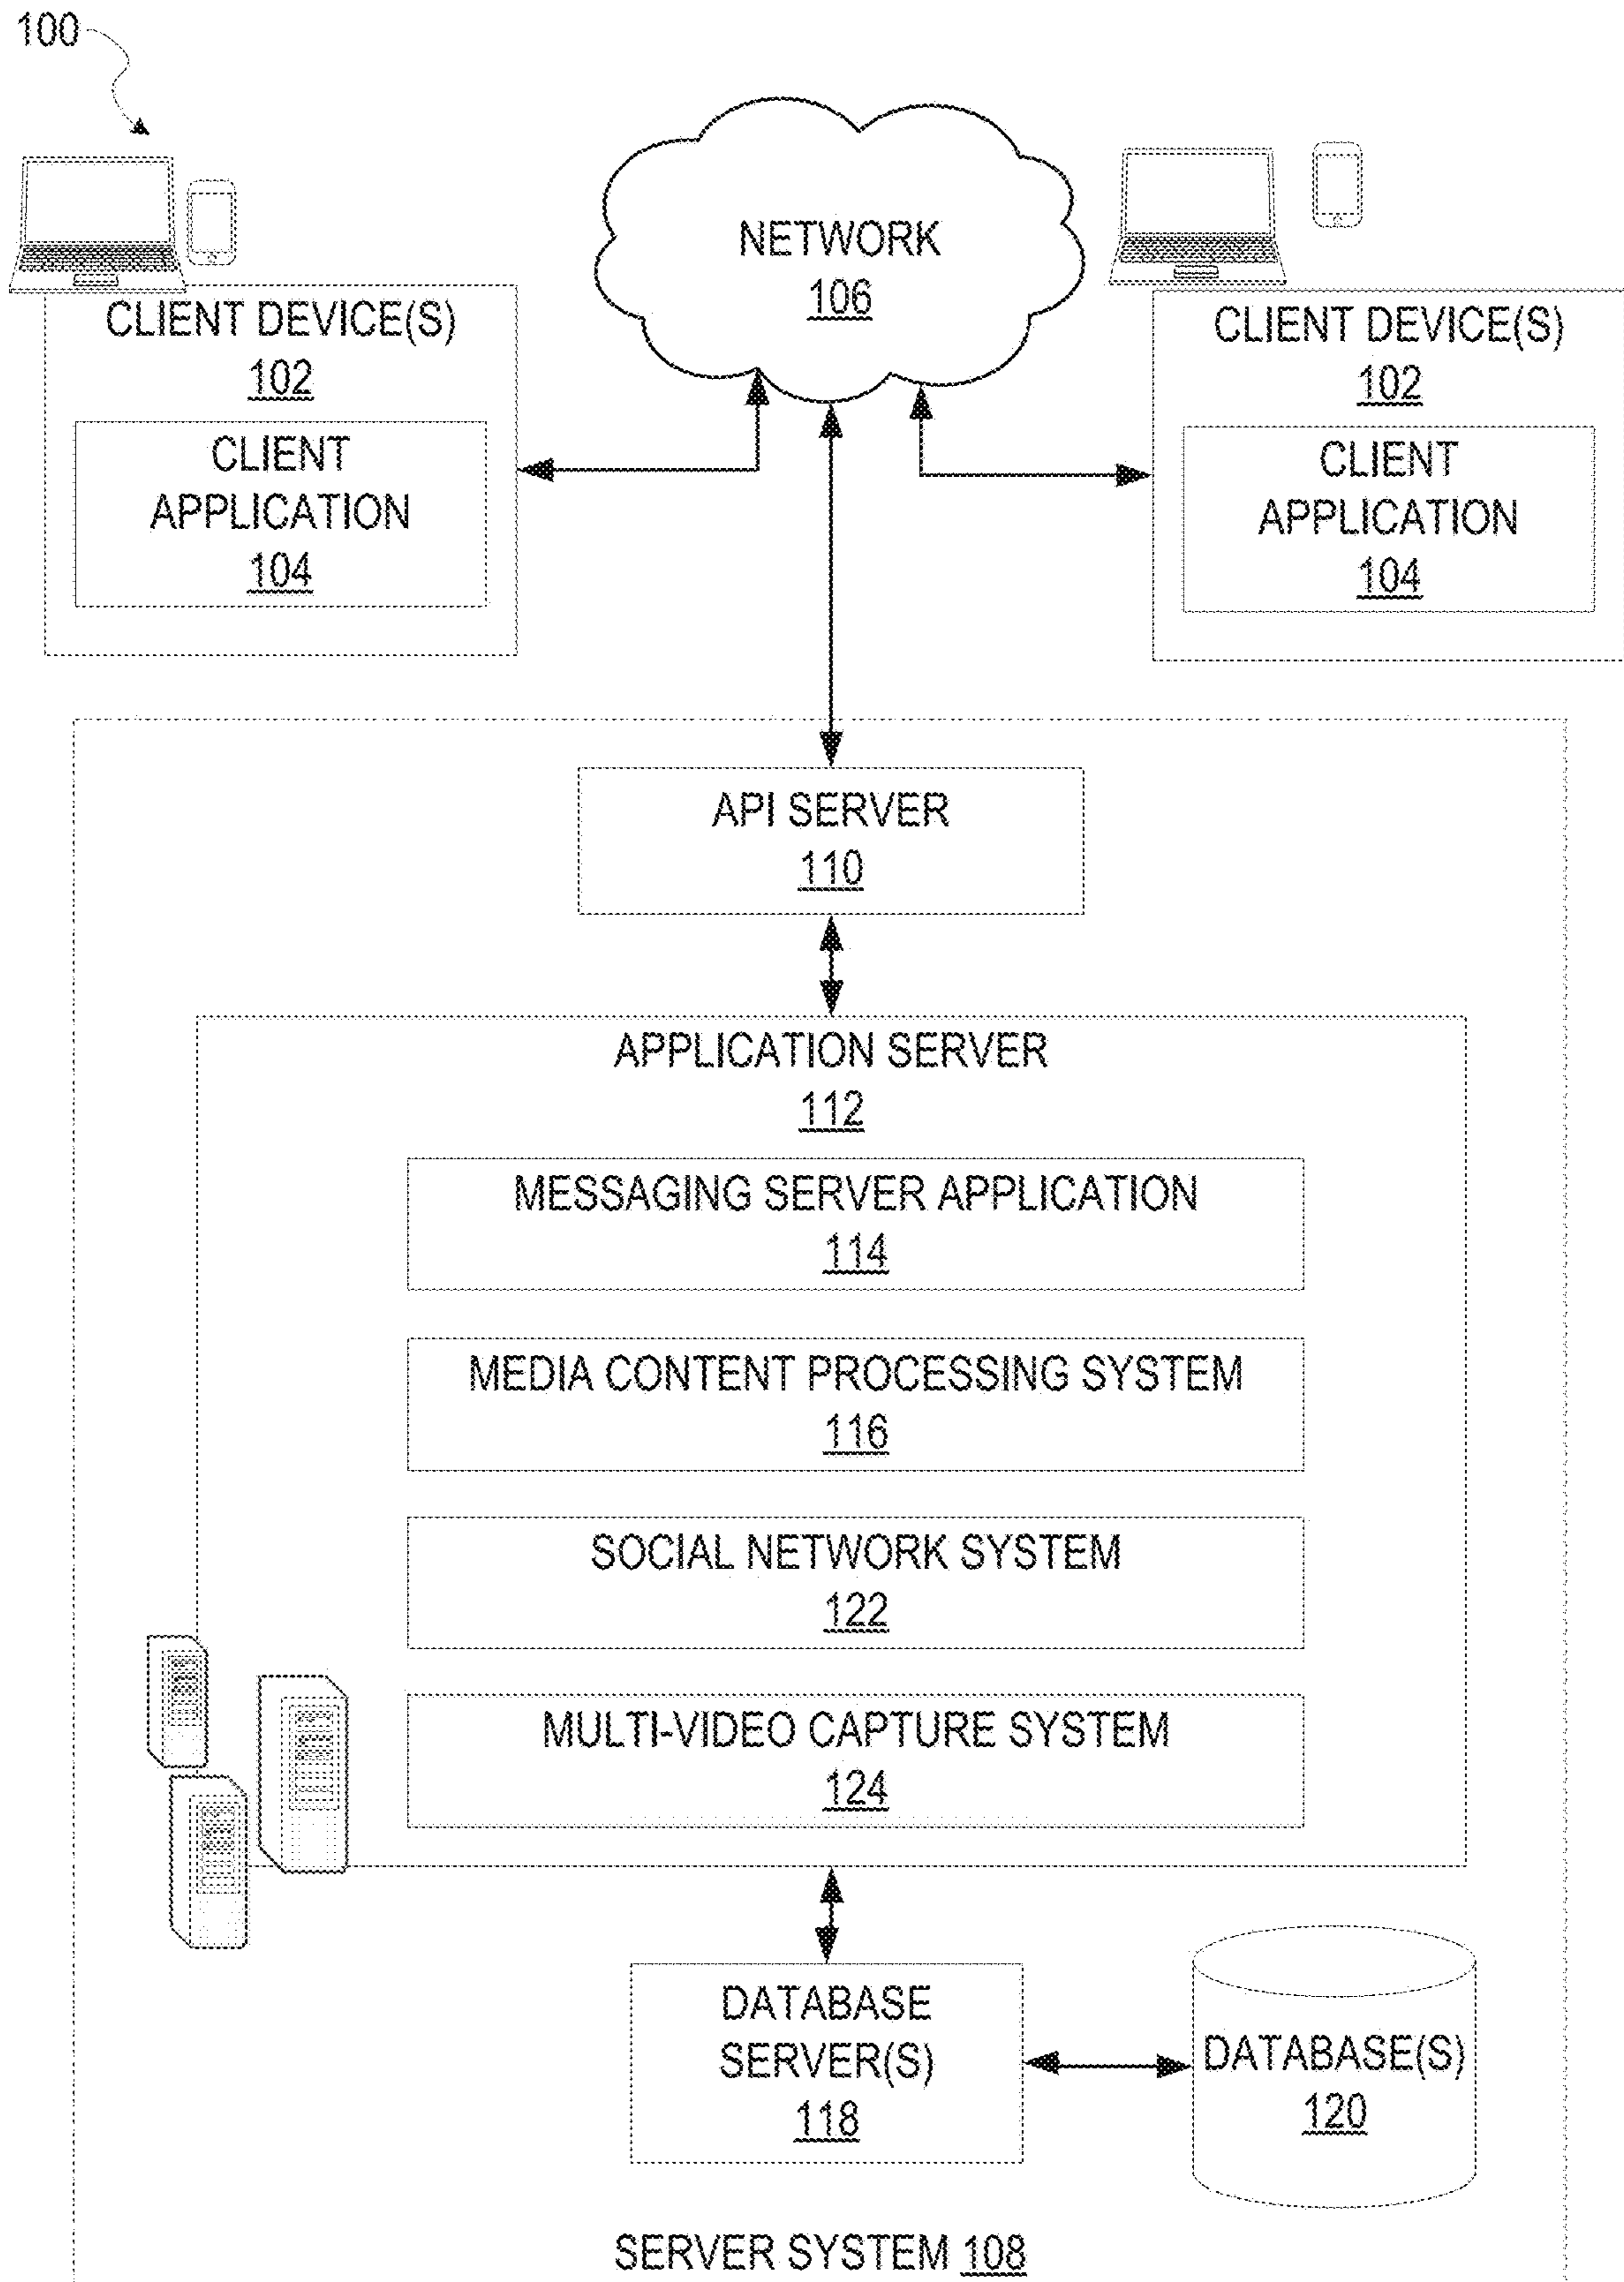 100
NETWORK
106
CLIENT DEVICE(S)
102
CLIENT
APPLICATION
104
CLIENT DEVICE(S)
102
CLIENT
APPLICATION
104
API SERVER
110
APPLICATION SERVER
112
MESSAGING SERVER APPLICATION
114
MEDIA CONTENT PROCESSING SYSTEM
116
SOCIAL NETWORK SYSTEM
122
MULTI-VIDEO CAPTURE SYSTEM
124
DATABASE
SERVER(S)
118
DATABASE(S)
120
SERVER SYSTEM 108